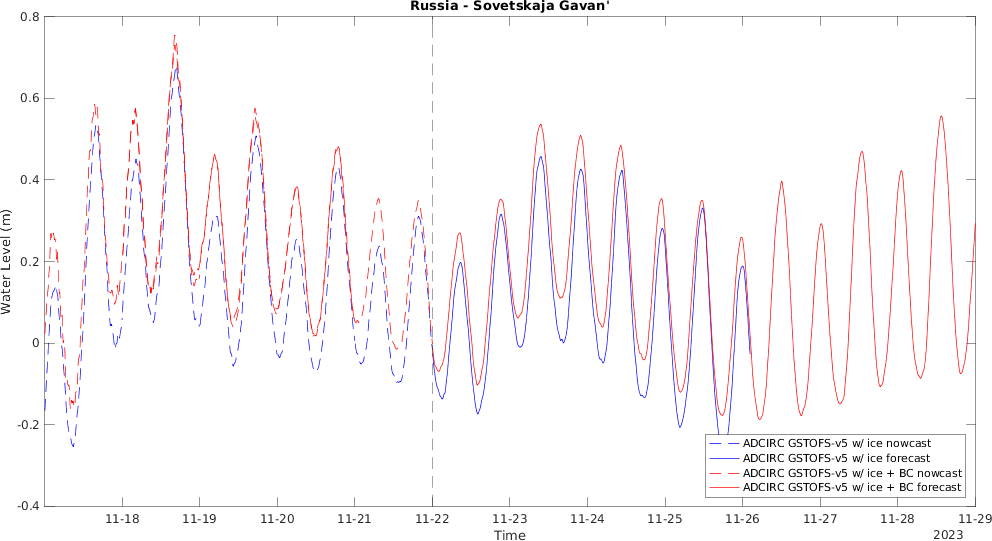 Russia - Sovetskaja Gavan'
Water Level (m)
0.8
0.6
0.4
0.2
0
-0.2
-0.4
11-18
11-19
11-20
11-21
11-22
11-23
11-24
11-25
11-26
11-27
11-28
11-29
Time
2023
ADCIRC GSTOFS-v5 w/ ice nowcast
ADCIRC GSTOFS-v5 w/ ice forecast
ADCIRC GSTOFS-v5 w/ ice + BC nowcast
ADCIRC GSTOFS-v5 w/ ice + BC forecast